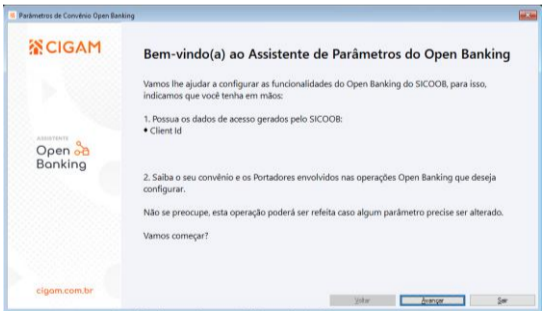 Parâmetros de Convênio Open Banking
CIGAM
Bem-vindo(a) ao Assistente de Parâmetros do Open Banking
Vamos lhe ajudar a configurar as funcionalidades do Open Banking do SICOOB, para isso,
indicamos que você tenha em mãos:
1. Possua os dados de acesso gerados pelo SICOOB:
• Client Id
ASSISTENTE
Open
Banking
2. Saiba o seu convênio e os Portadores envolvidos nas operações Open Banking que deseja
configurar.
Não se preocupe, esta operação poderá ser refeita caso algum parâmetro precise ser alterado.
Vamos começar?
cigam.com.br
Voltar
Avançar
Sair